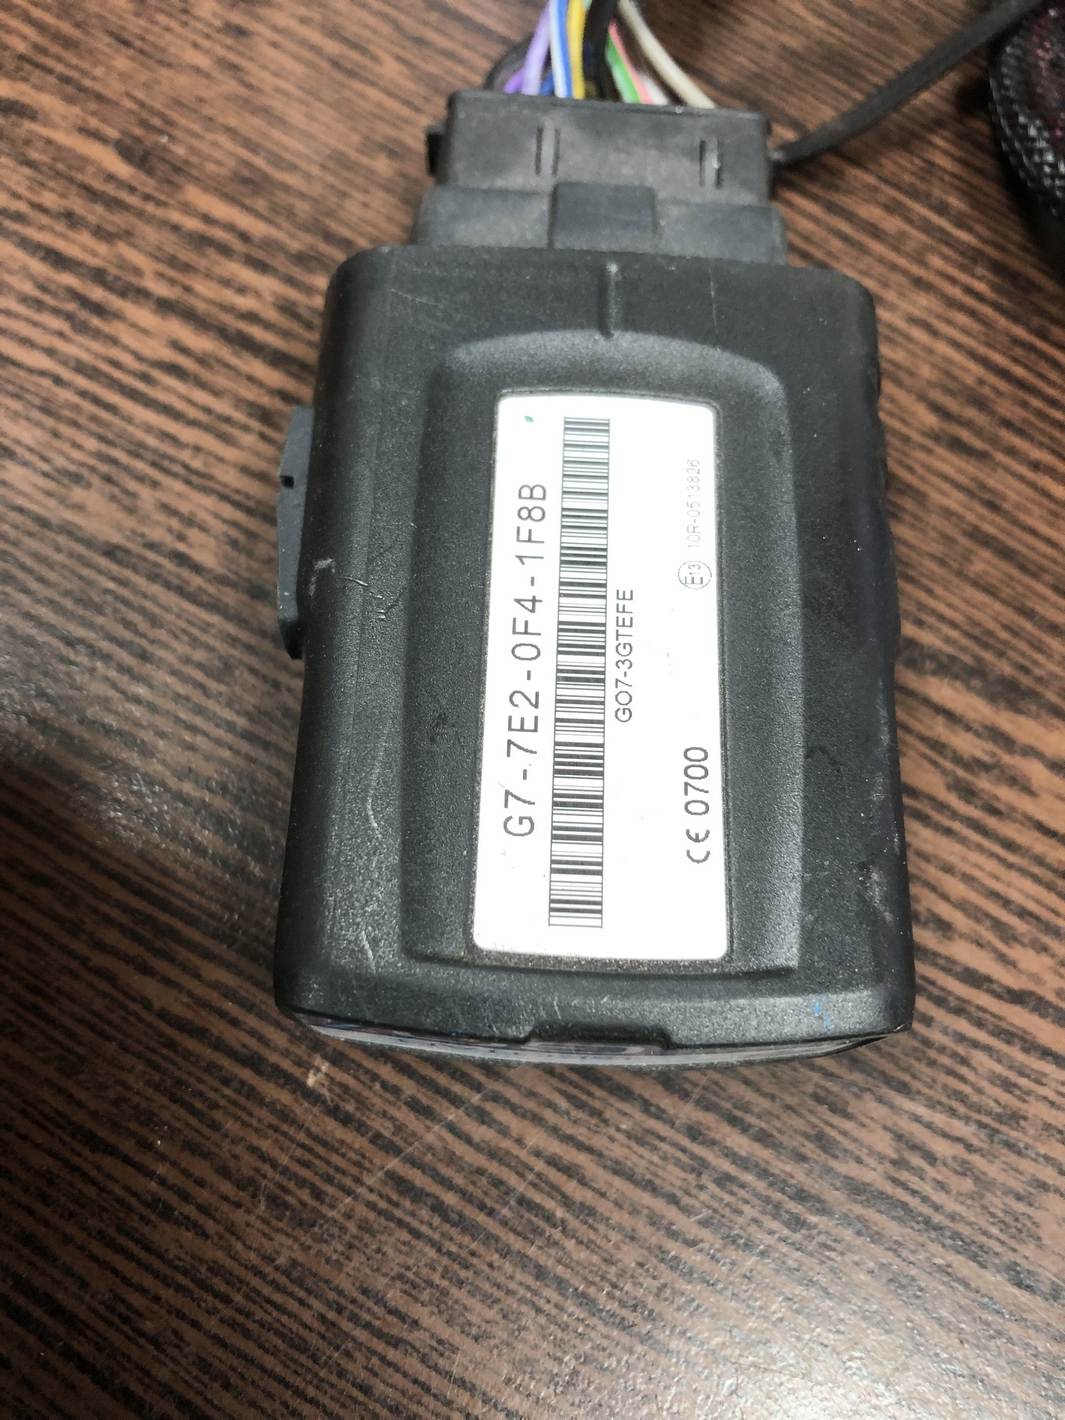 G7-7E2-0F4-1F8B
GO7-3GTEFE
CE 0700
E13 10R-0513826